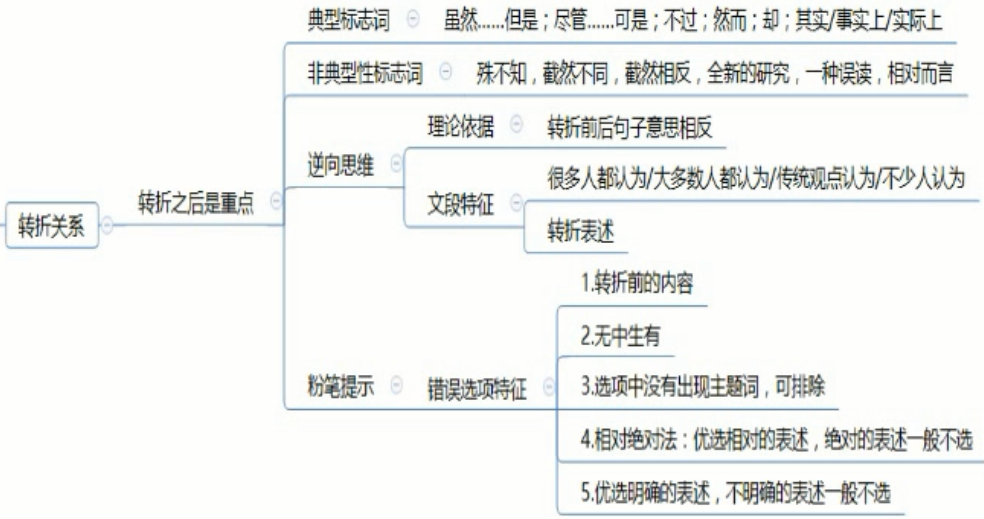 典型标志词 虽然……但是；尽管……可是；不过；然而；却；其实/事实上/实际上
非典型性标志词 殊不知，截然不同，截然相反，全新的研究，一种误读，相对而言
理论依据 转折前后句子意思相反
逆向思维
很多人都认为/大多数人都认为/传统观点认为/不少人认为
文段特征
转折之后是重点
转折关系
转折表述
1.转折前的内容
2.无中生有
粉笔提示 错误选项特征 3.选项中没有出现主题词，可排除
4.相对绝对法：优选相对的表述，绝对的表述一般不选
5.优选明确的表述，不明确的表述一般不选